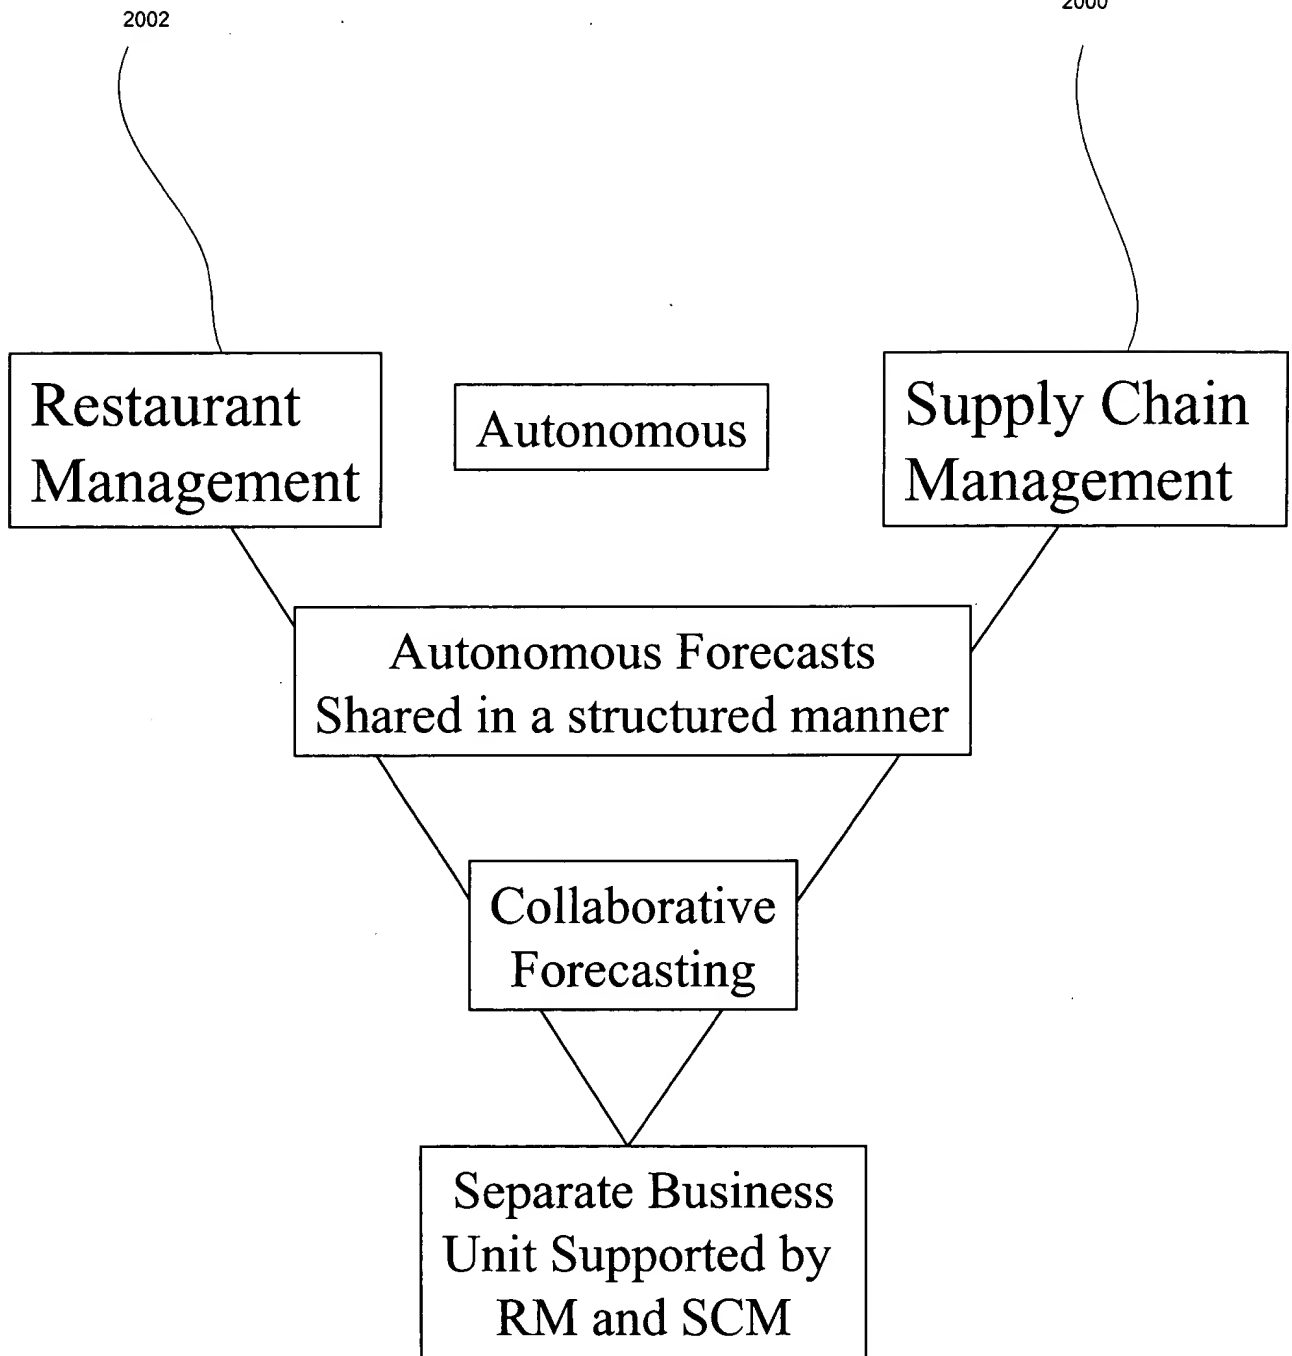 2002
2000
Restaurant
Management
Autonomous
Supply Chain
Management
Autonomous Forecasts
Shared in a structured manner
Collaborative
Forecasting
Separate Business
Unit Supported by
RM and SCM